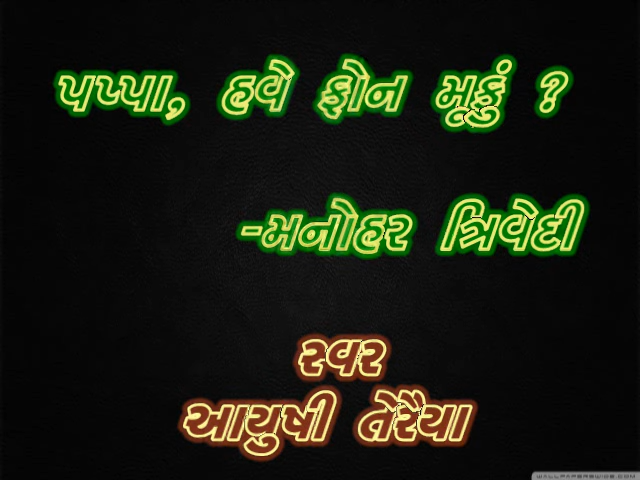 પપ્પા, હવે ફોન મૂકું ?
-મનોહર ત્રિવેદી
સ્વર
આયુષી તેરૈયા